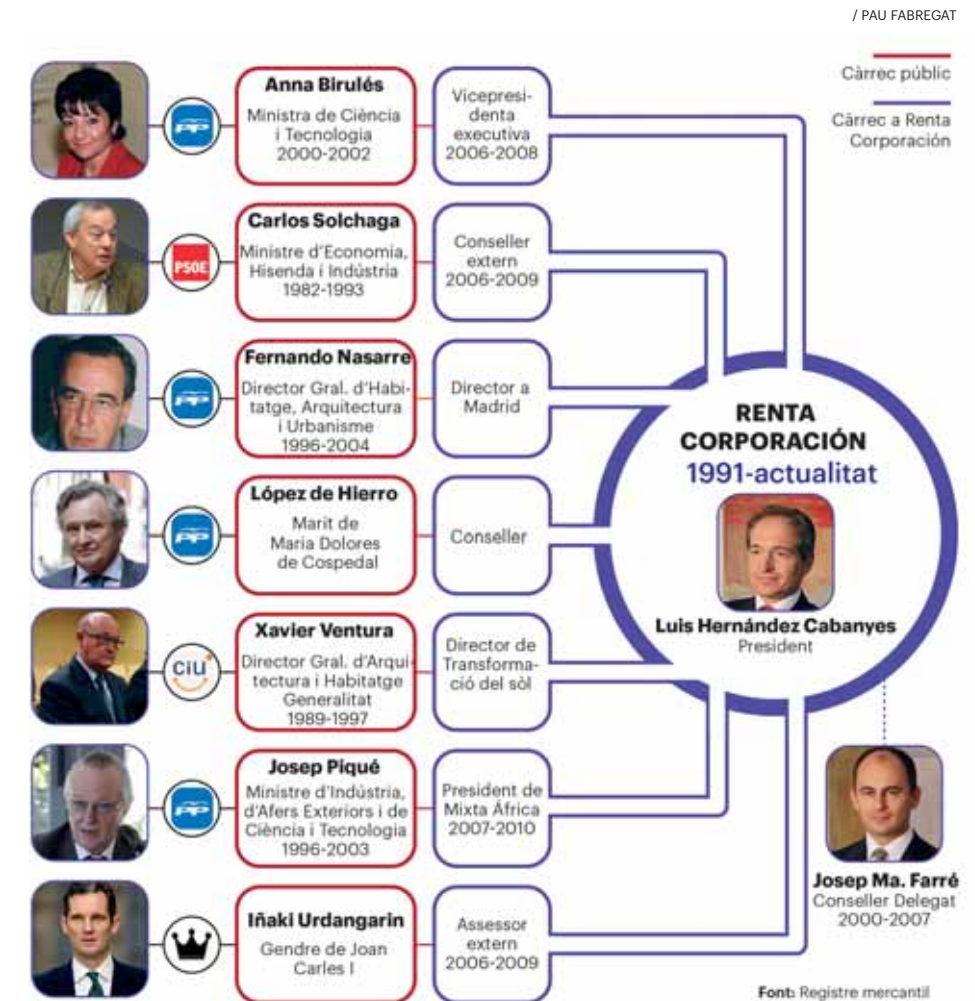 / PAU FABREGAT
Càrrec públic
Càrrec a Renta
Corporación
Anna Birulés
Ministra de Ciència
i Tecnologia
2000-2002
Vicepresi-
denta
executiva
2006-2008
PP
Carlos Solchaga
Ministre d'Economia,
Hisenda i Indústria
1982-1993
Conseller
extern
2006-2009
PSOE
Fernando Nasarre
Director Gral. d'Habi-
tatge, Arquitectura
i Urbanisme
1996-2004
Director a
Madrid
PP
López de Hierro
Marit de
Maria Dolores
de Cospedal
Conseller
PP
Xavier Ventura
Director Gral. d'Arqui-
tectura i Habitatge
Generalitat
1989-1997
Director de
Transforma-
ció del sòl
ciu
Josep Piqué
Ministre d'Indústria,
d'Afers Exteriors i de
Ciència i Tecnologia
1996-2003
President de
Mixta África
2007-2010
PP
Iñaki Urdangarin
Gendre de Joan
Carles I
Assessor
extern
2006-2009
RENTA
CORPORACIÓN
1991-actualitat
Luis Hernández Cabanyes
President
Josep Ma. Farré
Conseller Delegat
2000-2007
Font: Registre mercantil